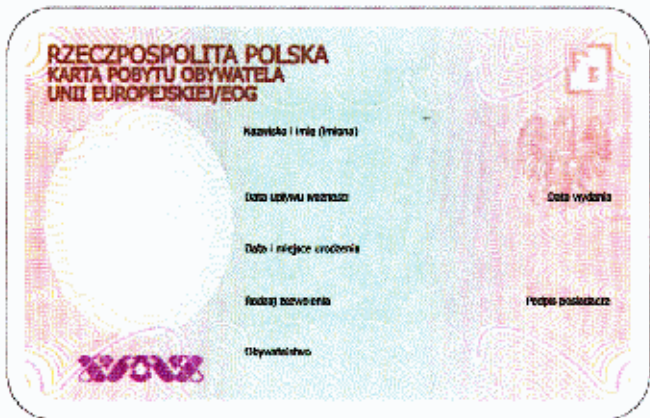 RZECZPOSPOLITA POLSKA
KARTA POBYTU OBYWATELA
UNII EUROPEJSKIEJ/EOG
Nazwisko i imię (imiona)
Data upływu ważności
Data wydania
Data i miejsce urodzenia
Rodzaj zezwolenia
Podpis posiadacza
Obywatelstwo